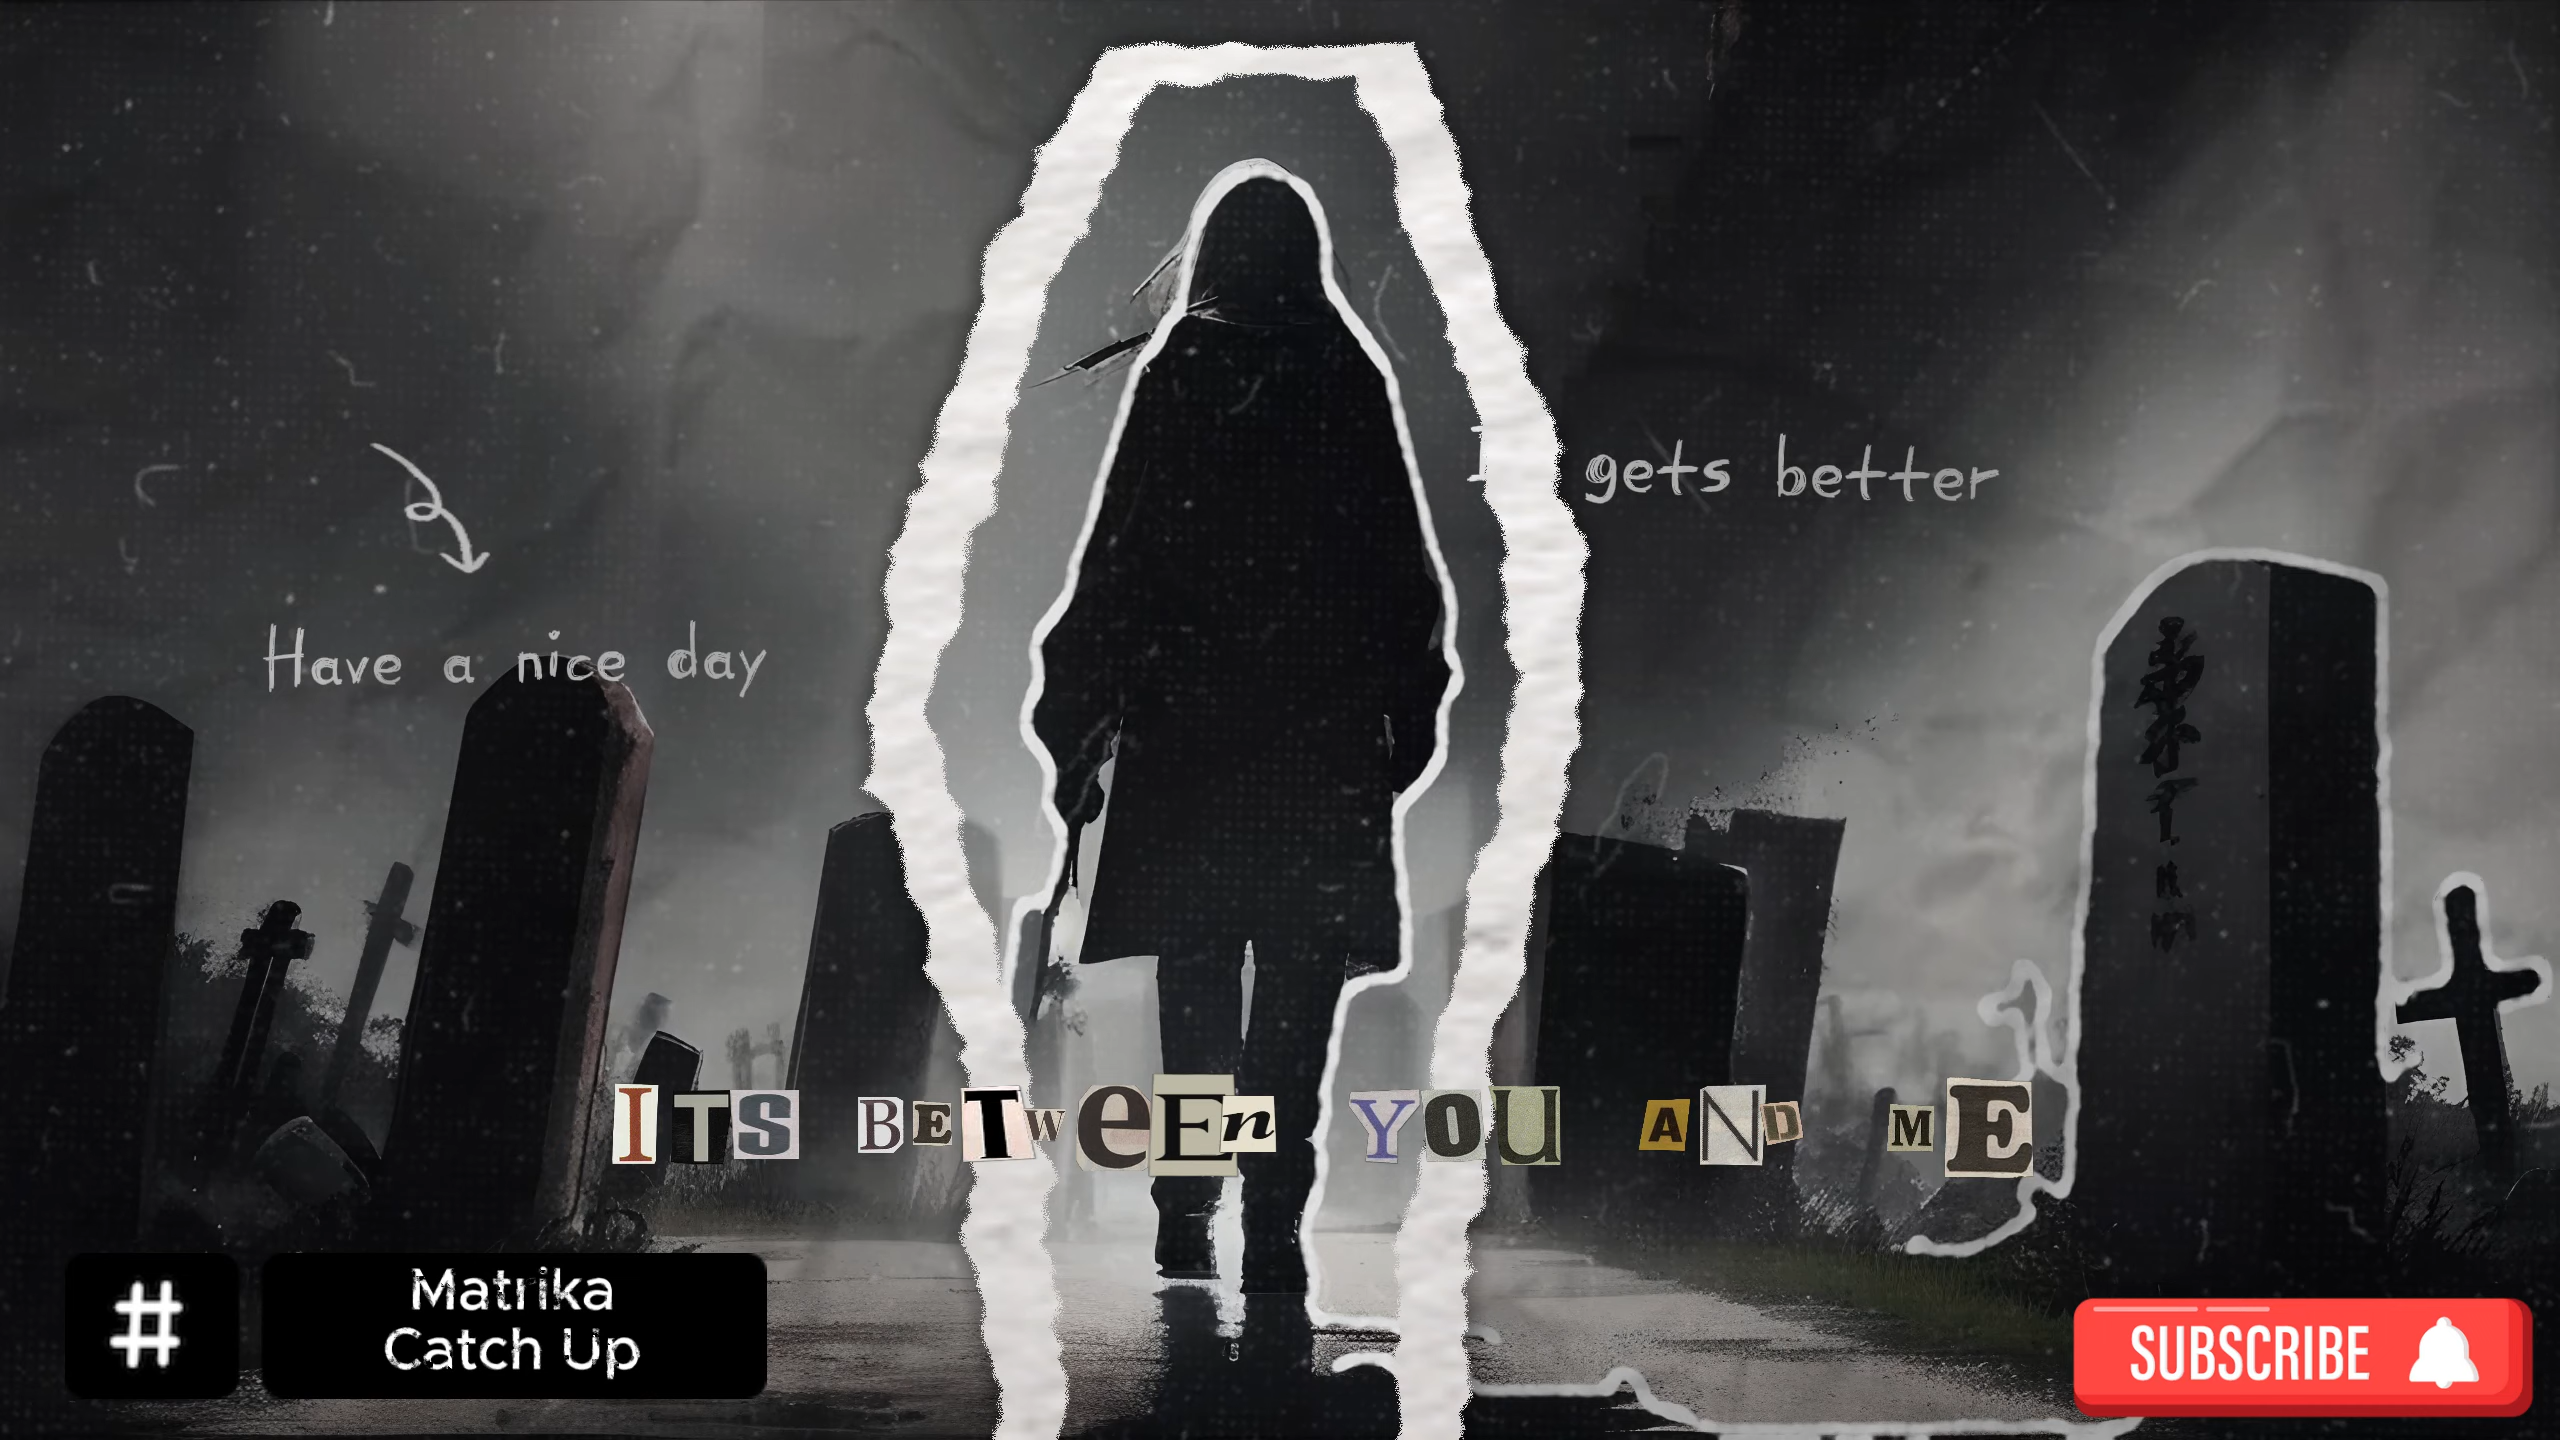 gets better
Have a nice day
ITS BETwEEn YOU AND ME
#
Matrika
Catch Up
SUBSCRIBE